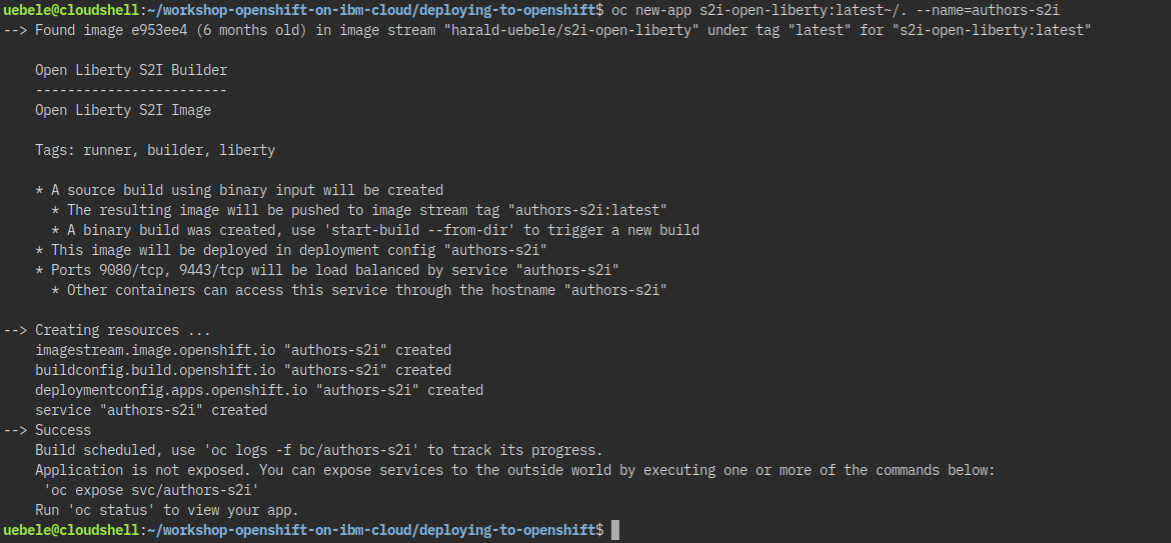 uebele@cloudshell:~/workshop-openshift-on-ibm-cloud/deploying-to-openshift$ oc new-app s2i-open-liberty:latest~/. --name=authors-s2i
--> Found image e953ee4 (6 months old) in image stream "harald-uebele/s2i-open-liberty" under tag "latest" for "s2i-open-liberty:latest"
Open Liberty S2I Builder
------------------------
Open Liberty S2I Image
Tags: runner, builder, liberty
* A source build using binary input will be created
* The resulting image will be pushed to image stream tag "authors-s2i:latest"
* A binary build was created, use 'start-build --from-dir' to trigger a new build
* This image will be deployed in deployment config "authors-s2i"
* Ports 9080/tcp, 9443/tcp will be load balanced by service "authors-s2i"
* Other containers can access this service through the hostname "authors-s2i"
--> Creating resources ...
imagestream.image.openshift.io "authors-s2i" created
buildconfig.build.openshift.io "authors-s2i" created
deploymentconfig.apps.openshift.io "authors-s2i" created
service "authors-s2i" created
--> Success
Build scheduled, use 'oc logs -f bc/authors-s2i' to track its progress.
Application is not exposed. You can expose services to the outside world by executing one or more of the commands below:
'oc expose svc/authors-s2i'
Run 'oc status' to view your app.
uebele@cloudshell:~/workshop-openshift-on-ibm-cloud/deploying-to-openshift$